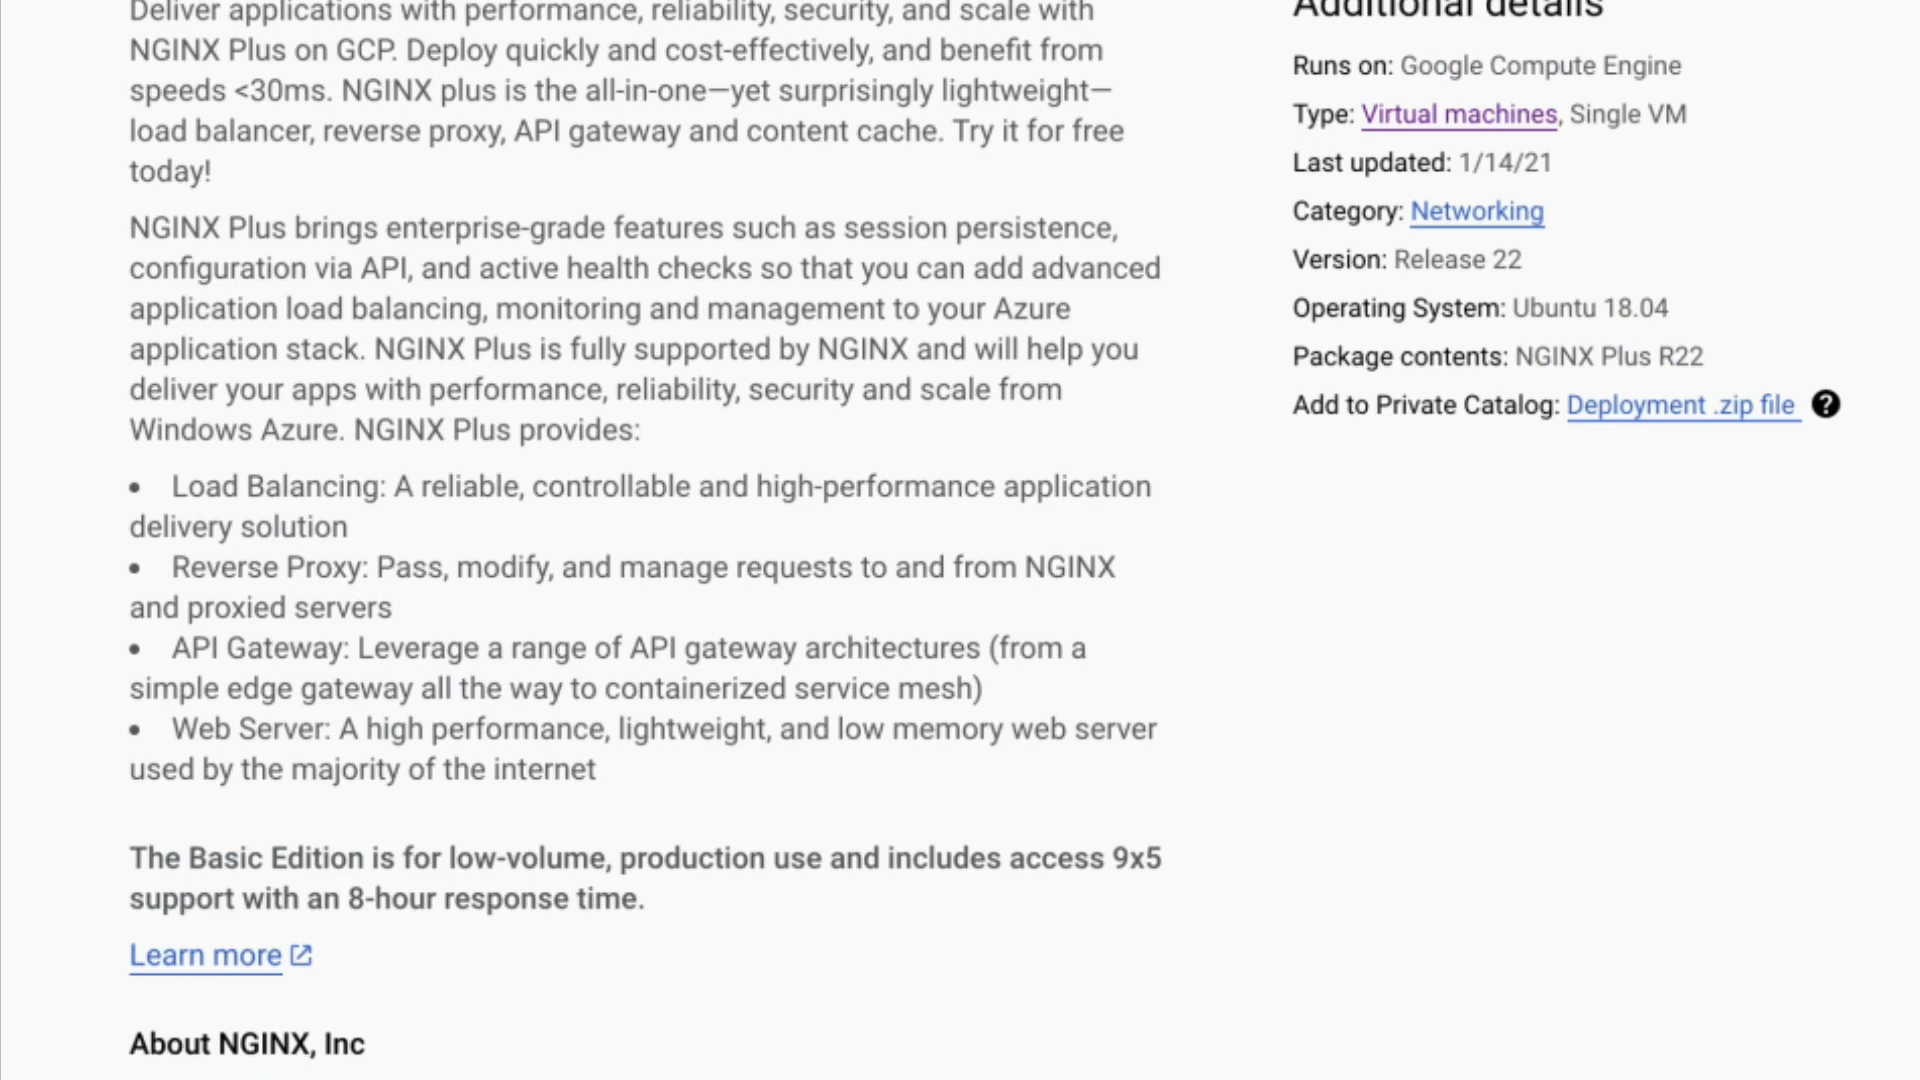 Deliver applications with performance, reliability, security, and scale with
NGINX Plus on GCP. Deploy quickly and cost-effectively, and benefit from
speeds <30ms. NGINX plus is the all-in-one—yet surprisingly lightweight—
load balancer, reverse proxy, API gateway and content cache. Try it for free
today!
NGINX Plus brings enterprise-grade features such as session persistence,
configuration via API, and active health checks so that you can add advanced
application load balancing, monitoring and management to your Azure
application stack. NGINX Plus is fully supported by NGINX and will help you
deliver your apps with performance, reliability, security and scale from
Windows Azure. NGINX Plus provides:
• Load Balancing: A reliable, controllable and high-performance application
delivery solution
• Reverse Proxy: Pass, modify, and manage requests to and from NGINX
and proxied servers
• API Gateway: Leverage a range of API gateway architectures (from a
simple edge gateway all the way to containerized service mesh)
• Web Server: A high performance, lightweight, and low memory web server
used by the majority of the internet
The Basic Edition is for low-volume, production use and includes access 9x5
support with an 8-hour response time.
Learn more
About NGINX, Inc
Additional details
Runs on: Google Compute Engine
Type: Virtual machines, Single VM
Last updated: 1/14/21
Category: Networking
Version: Release 22
Operating System: Ubuntu 18.04
Package contents: NGINX Plus R22
Add to Private Catalog: Deployment .zip file ?